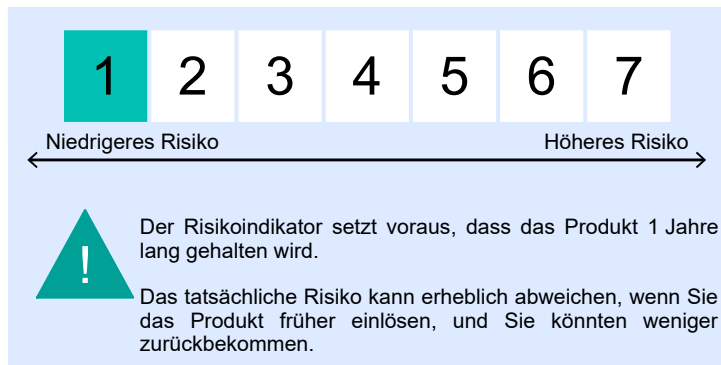 1 2 3 4 5 6 7
Niedrigeres Risiko Höheres Risiko
!
Der Risikoindikator setzt voraus, dass das Produkt 1 Jahre
lang gehalten wird.
Das tatsächliche Risiko kann erheblich abweichen, wenn Sie
das Produkt früher einlösen, und Sie könnten weniger
zurückbekommen.